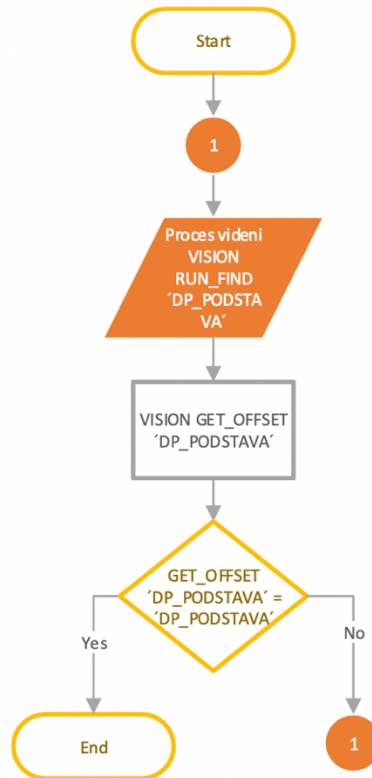 Start
1
Proces videni
VISION
RUN_FIND
´DP_PODSTA
VA´
VISION GET_OFFSET
´DP_PODSTAVA´
GET_OFFSET
´DP_PODSTAVA´ =
´DP_PODSTAVA´
Yes
No
End
1